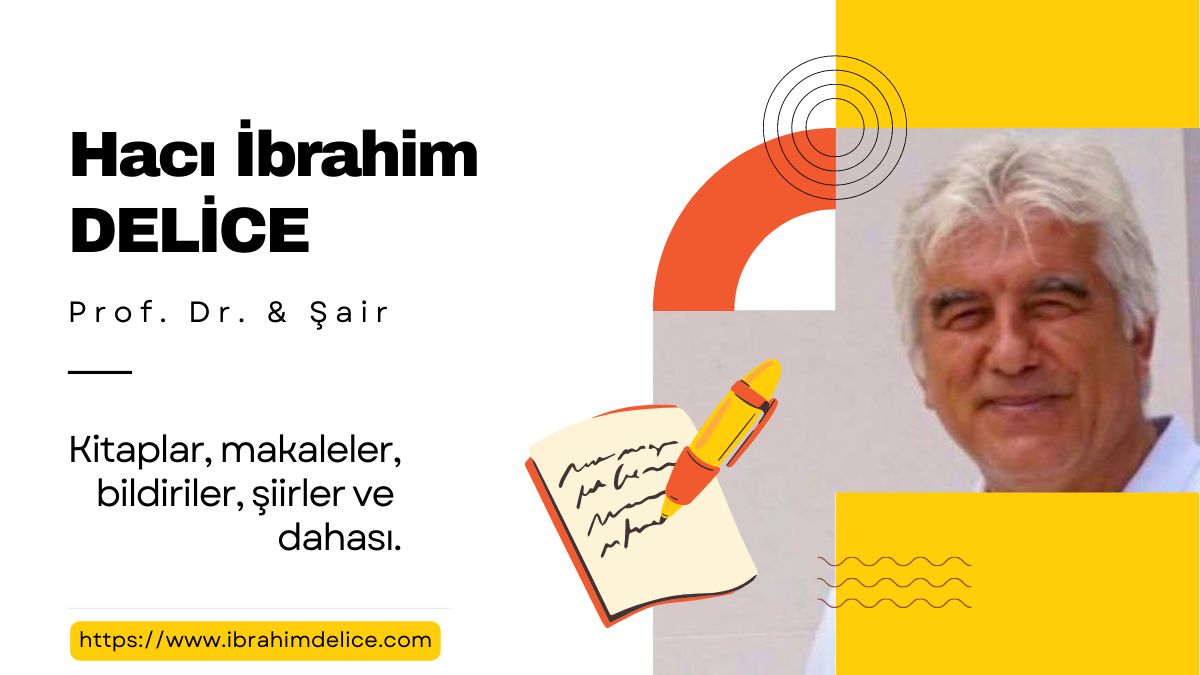 Hacı İbrahim
DELİCE
Prof. Dr. & Şair
Kitaplar, makaleler,
bildiriler, şiirler ve
dahası.
https://www.ibrahimdelice.com